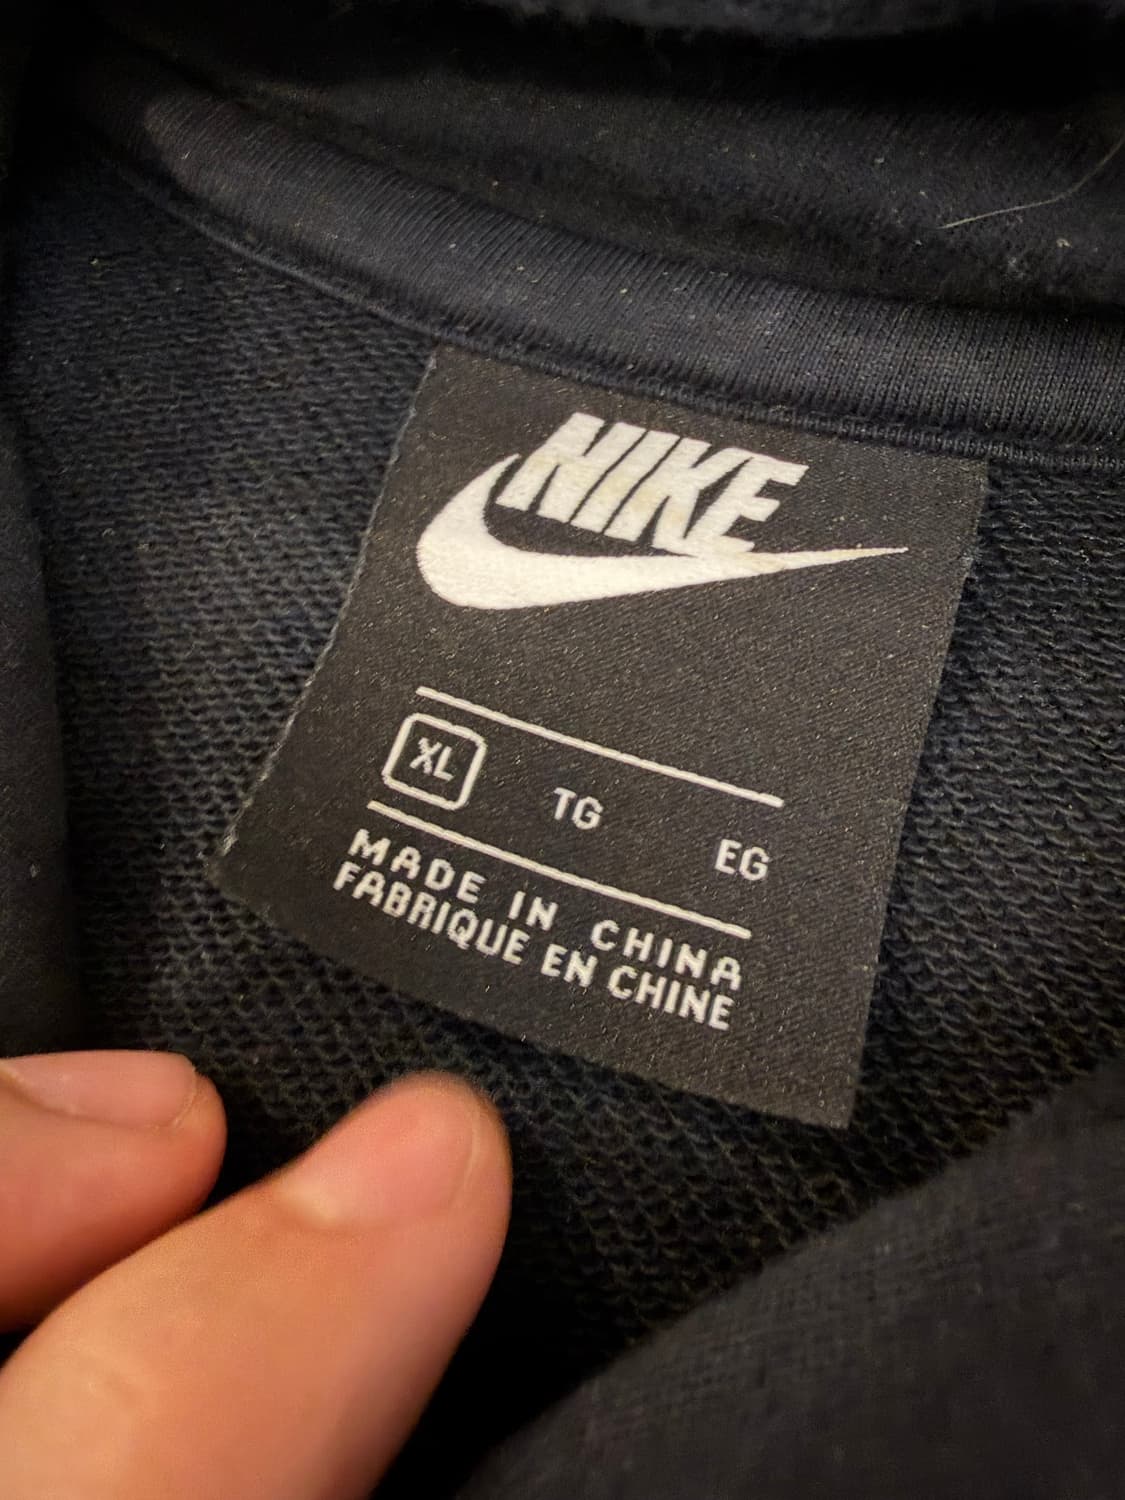 NIKE
XL TG EG
MADE IN CHINA
FABRIQUE EN CHINE